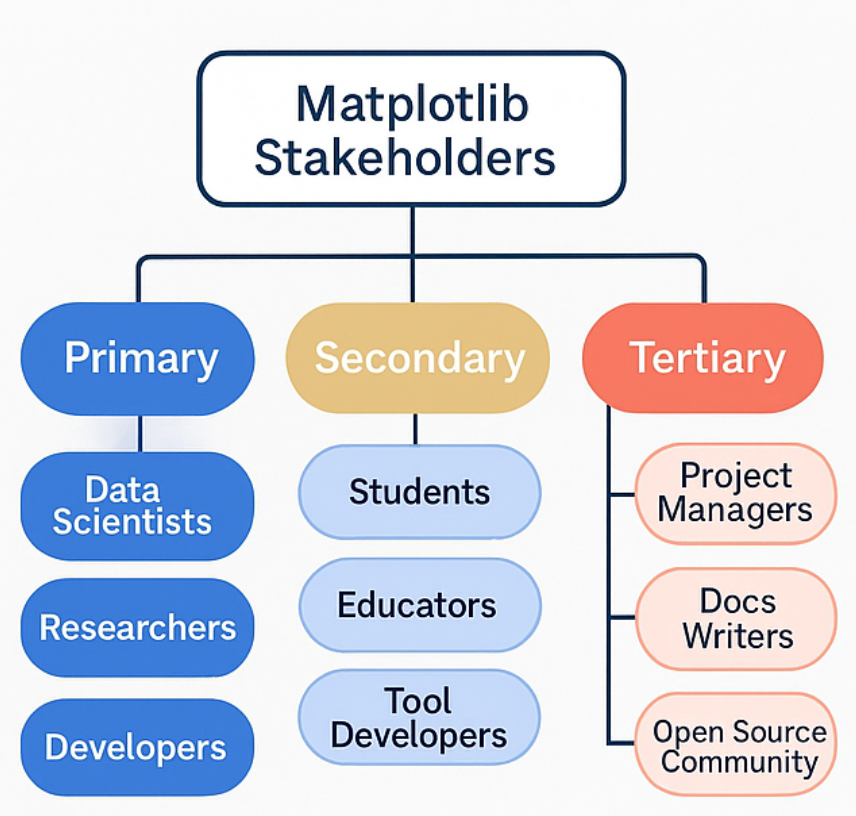 Matplotlib
Stakeholders
Primary
Secondary
Tertiary
Data
Scientists
Researchers
Developers
Students
Educators
Tool
Developers
Project
Managers
Docs
Writers
Open Source
Community